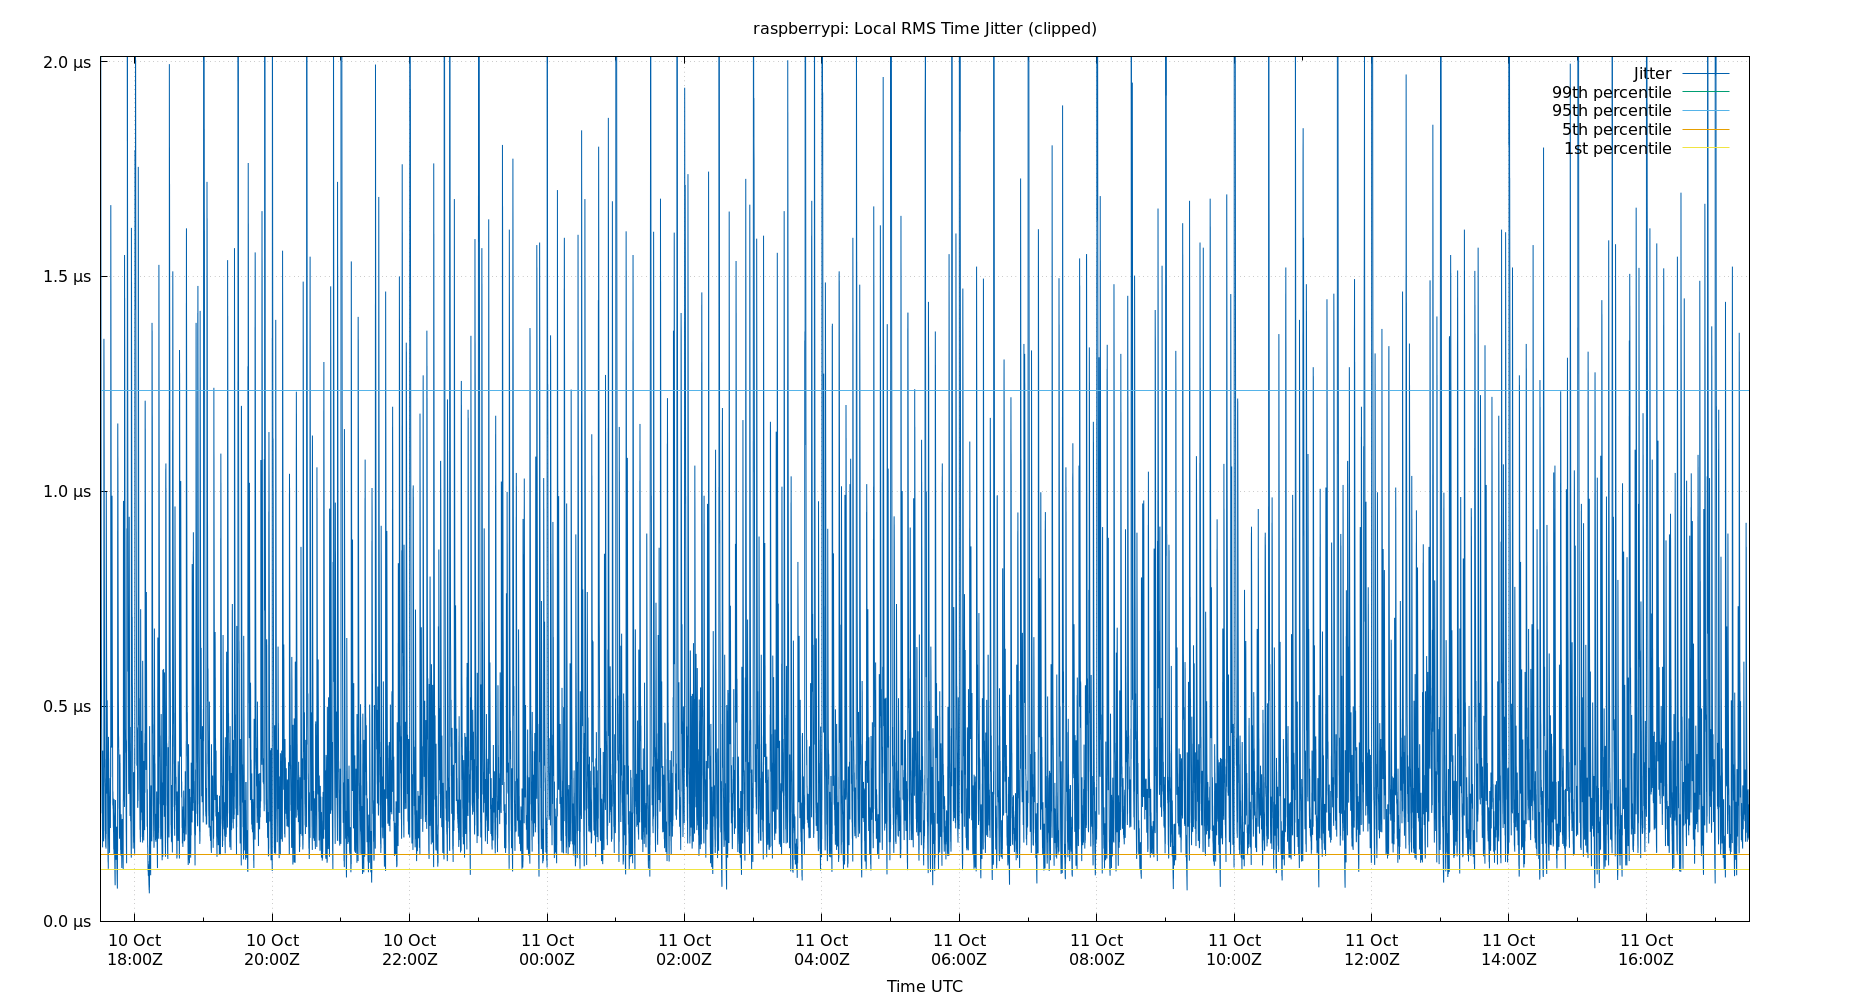 raspberrypi: Local RMS Time Jitter (clipped)
2.0 µs
1.5 µs
1.0 µs
0.5 µs
0.0 µs
Jitter
99th percentile
95th percentile
5th percentile
1st percentile
10 Oct
18:00Z
10 Oct
20:00Z
10 Oct
22:00Z
11 Oct
00:00Z
11 Oct
02:00Z
11 Oct
04:00Z
11 Oct
06:00Z
11 Oct
08:00Z
11 Oct
10:00Z
11 Oct
12:00Z
11 Oct
14:00Z
11 Oct
16:00Z
Time UTC